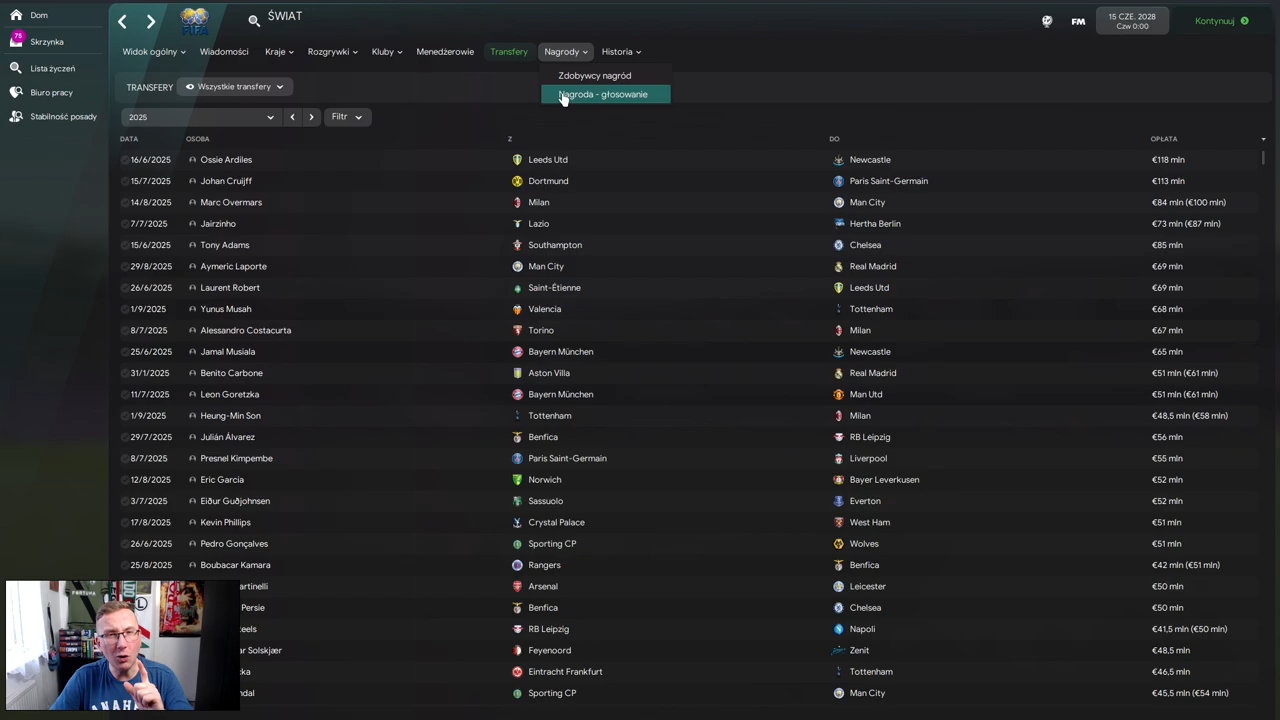 Dom
75
Skrzynka
Lista życzeń
Biuro pracy
Stabilność posady
FIFA
ŚWIAT
FM
15 CZE. 2028
Czw 0:00
Kontynuuj
Widok ogólny
Wiadomości
Kraje
Rozgrywki
Kluby
Menedżerowie
Transfery
Nagrody
Historia
Zdobywcy nagród
Nagroda - głosowanie
TRANSFERY
Wszystkie transfery
2025
Filtr
DATA OSOBA Z DO OPŁATA
16/6/2025 Ossie Ardiles Leeds Utd Newcastle €118 mln
15/7/2025 Johan Cruijff Dortmund Paris Saint-Germain €113 mln
14/8/2025 Marc Overmars Milan Man City €84 mln (€100 mln)
7/7/2025 Jairzinho Lazio Hertha Berlin €73 mln (€87 mln)
15/6/2025 Tony Adams Southampton Chelsea €85 mln
29/8/2025 Aymeric Laporte Man City Real Madrid €69 mln
26/6/2025 Laurent Robert Saint-Étienne Leeds Utd €69 mln
1/9/2025 Yunus Musah Valencia Tottenham €68 mln
8/7/2025 Alessandro Costacurta Torino Milan €67 mln
25/6/2025 Jamal Musiala Bayern München Newcastle €65 mln
31/1/2025 Benito Carbone Aston Villa Real Madrid €51 mln (€61 mln)
11/7/2025 Leon Goretzka Bayern München Man Utd €51 mln (€61 mln)
1/9/2025 Heung-Min Son Tottenham Milan €48,5 mln (€58 mln)
29/7/2025 Julián Álvarez Benfica RB Leipzig €56 mln
8/7/2025 Presnel Kimpembe Paris Saint-Germain Liverpool €55 mln
12/8/2025 Eric García Norwich Bayer Leverkusen €52 mln
3/7/2025 Eiður Guðjohnsen Sassuolo Everton €52 mln
17/8/2025 Kevin Phillips Crystal Palace West Ham €51 mln
26/6/2025 Pedro Gonçalves Sporting CP Wolves €51 mln
25/8/2025 Boubacar Kamara Rangers Benfica €42 mln (€51 mln)
Arsenal Leicester €50 mln
Persie Benfica Chelsea €50 mln
RB Leipzig Napoli €41,5 mln (€50 mln)
Solskjær Feyenoord Zenit €48,5 mln
Eintracht Frankfurt Tottenham €46,5 mln
Sporting CP Man City €45,5 mln (€54 mln)